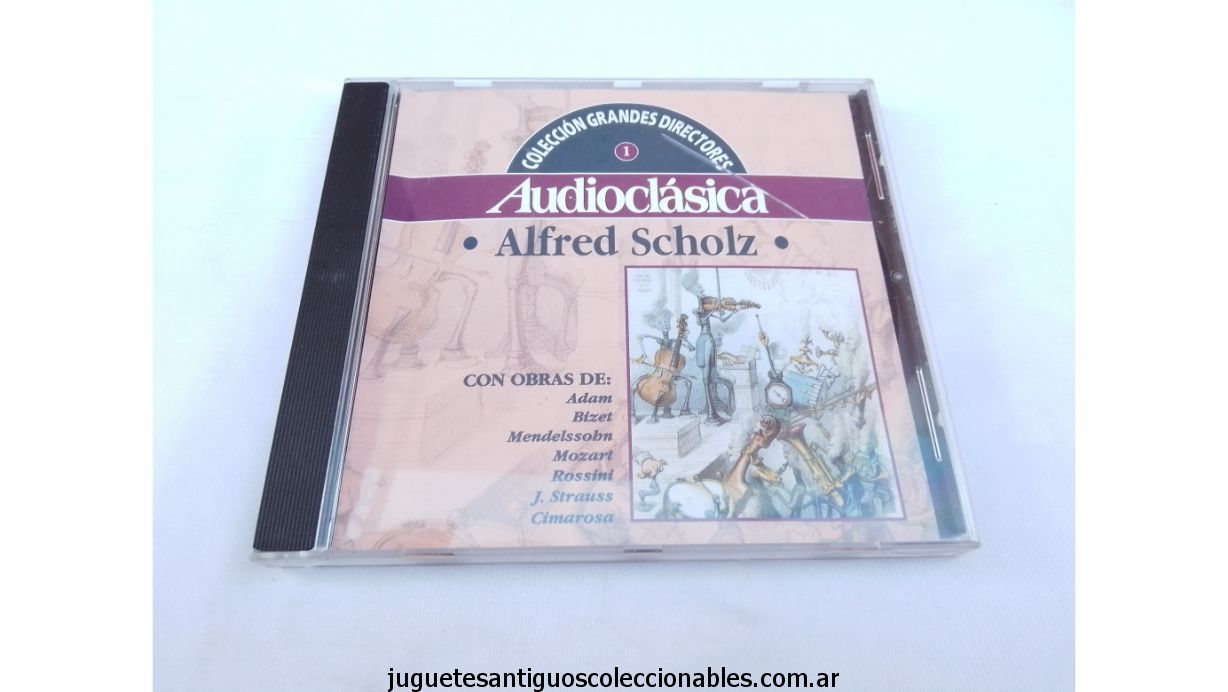 COLECCIÓN GRANDES DIRECTORES
1
Audioclásica
• Alfred Scholz •
CON OBRAS DE:
Adam
Bizet
Mendelssohn
Mozart
Rossini
J. Strauss
Cimarosa
juguetesantiguoscoleccionables.com.ar